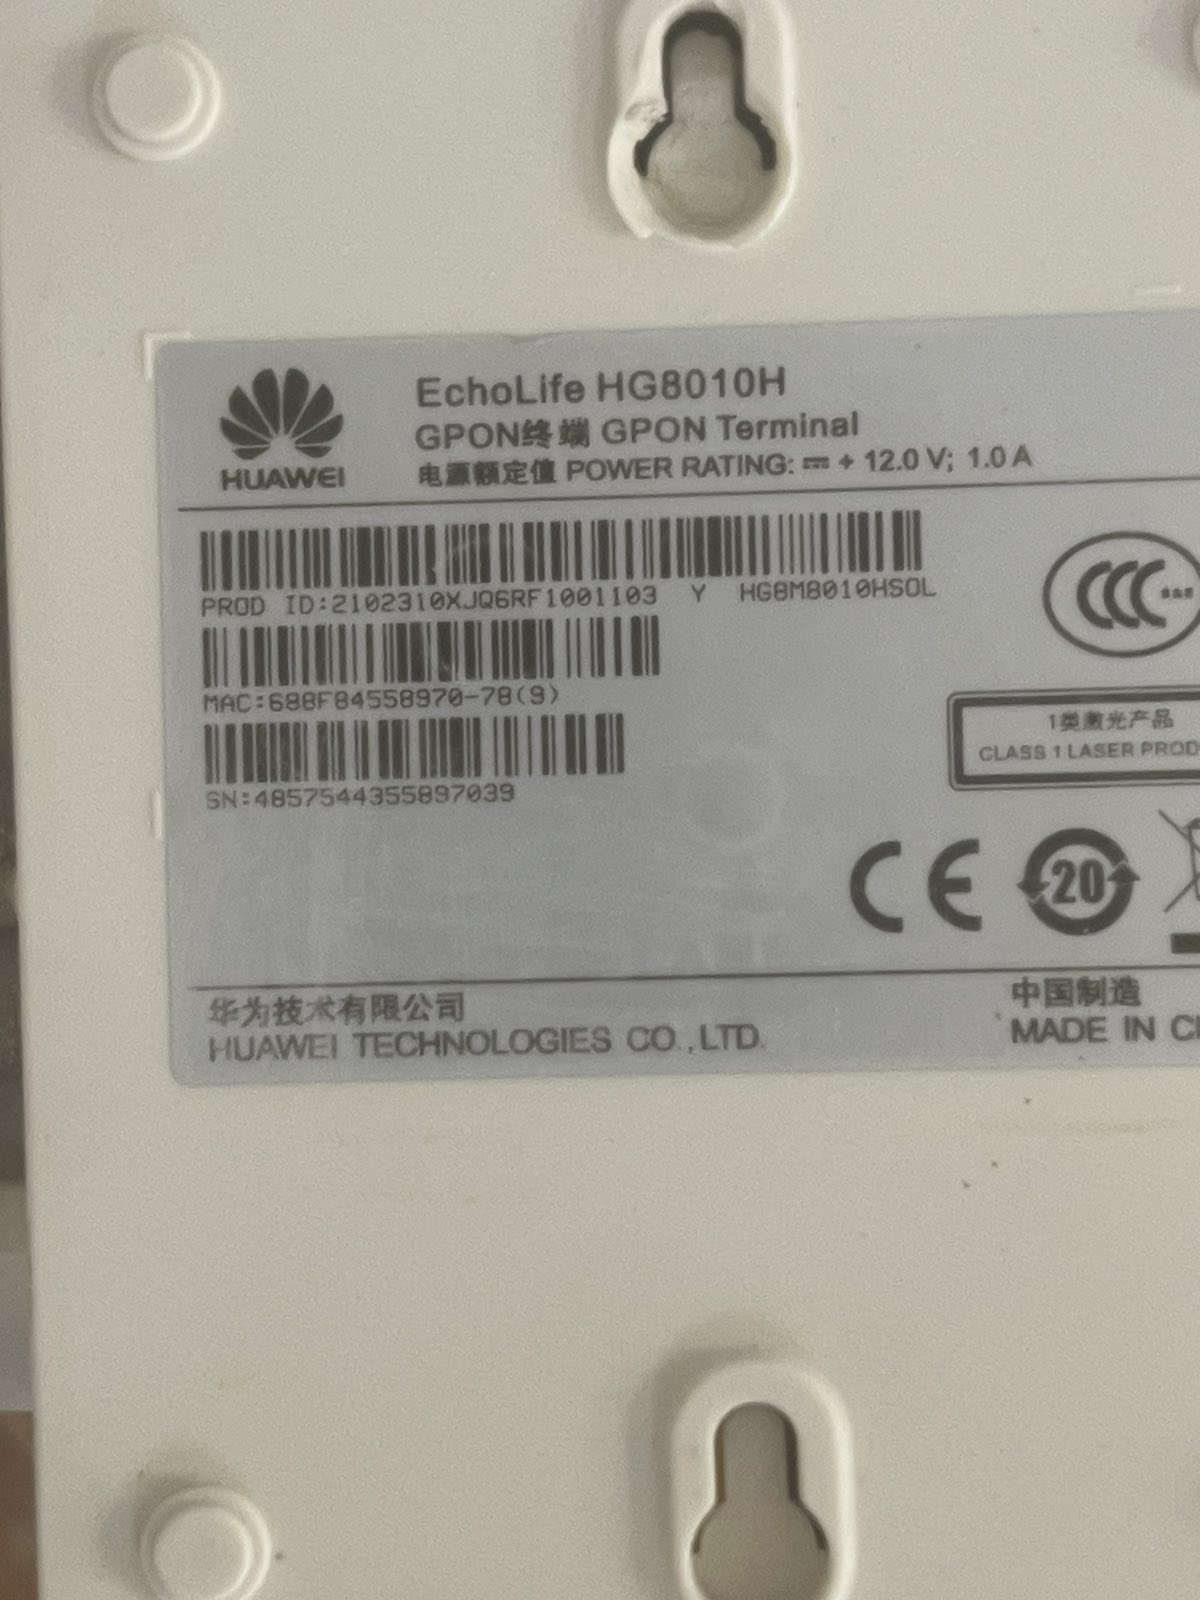 EchoLife HG8010H
GPON终端 GPON Terminal
电源额定值 POWER RATING: ⎓ + 12.0 V; 1.0 A
HUAWEI
PROD ID:2102310XJQ6RF1001103 Y HG8M8010HSOL
MAC:688F84558970-78(9)
SN:4857544355897039
CCC
1类激光产品
CLASS 1 LASER PROD
CE
20
华为技术有限公司
HUAWEI TECHNOLOGIES CO.,LTD.
中国制造
MADE IN C